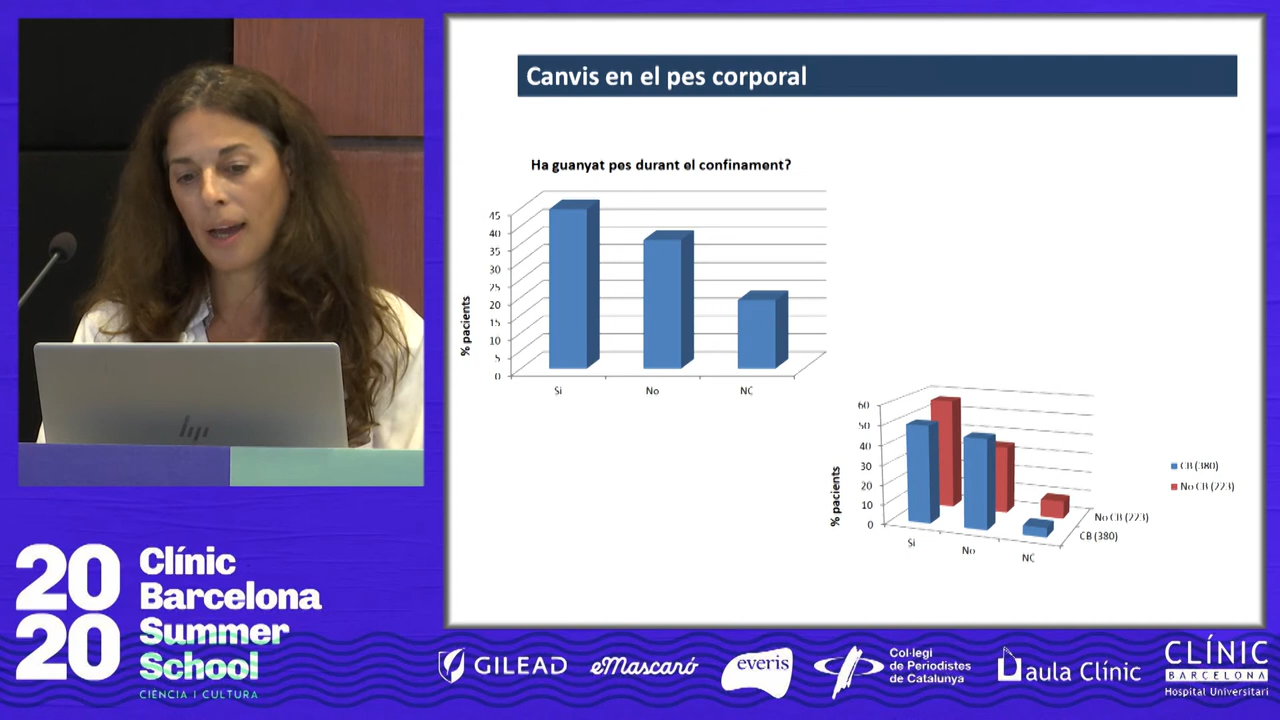 Canvis en el pes corporal
Ha guanyat pes durant el confinament?
% pacients
45
40
35
30
25
20
15
10
5
0
Si
No
NC
% pacients
60
50
40
30
20
10
0
Si
No
NC
No CB (223)
CB (380)
CB (380)
No CB (223)
hp
2020
Clínic
Barcelona
Summer
School
CIÈNCIA I CULTURA
GILEAD
eMascaró
everis
Col·legi
de Periodistes
de Catalunya
aula Clínic
CLÍNIC
BARCELONA
Hospital Universitari